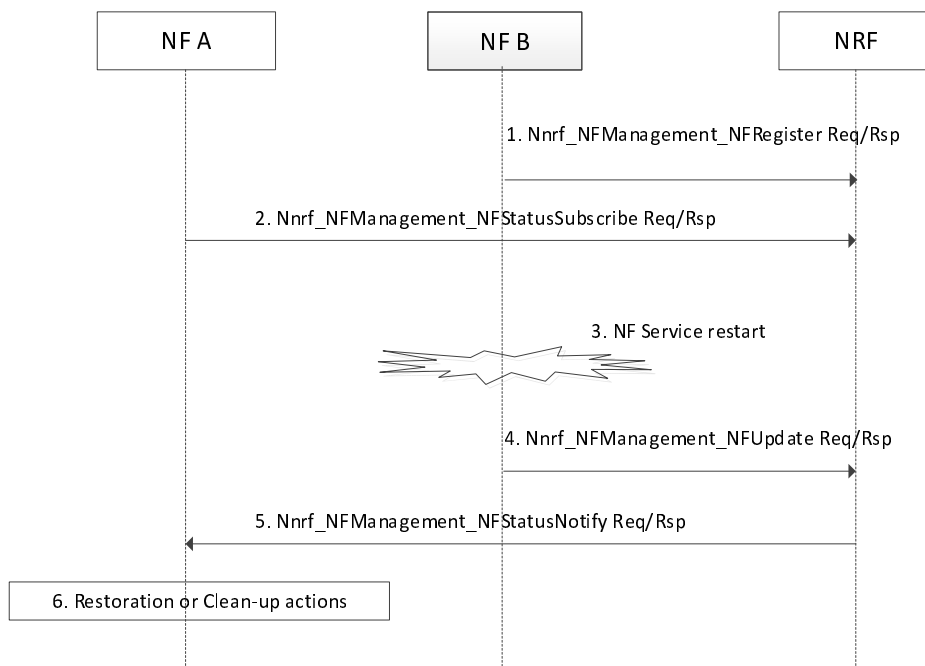 NF A
NF B
NRF
1. Nnrf_NFManagement_NFRegister Req/Rsp
2. Nnrf_NFManagement_NFStatusSubscribe Req/Rsp
3. NF Service restart
4. Nnrf_NFManagement_NFUpdate Req/Rsp
5. Nnrf_NFManagement_NFStatusNotify Req/Rsp
6. Restoration or Clean-up actions